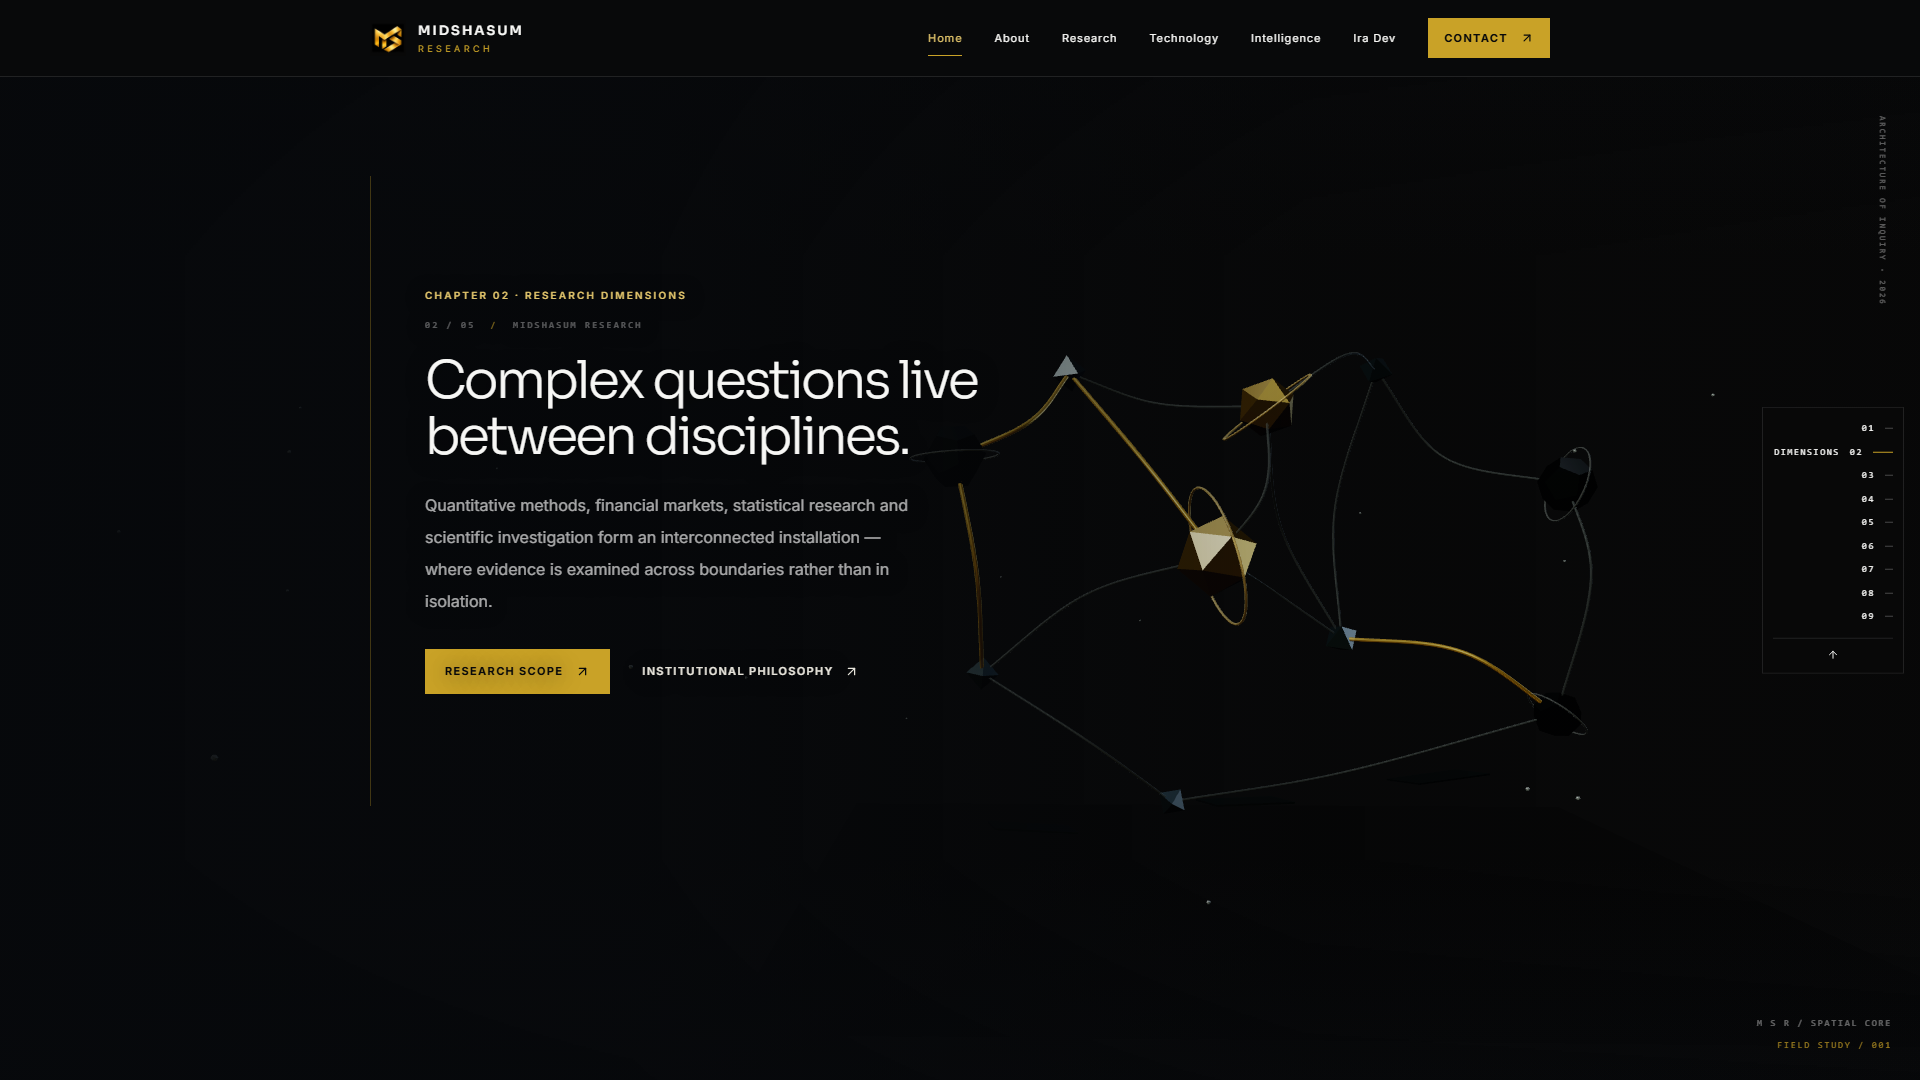 MIDSHASUM
RESEARCH
Home
About
Research
Technology
Intelligence
Ira Dev
CONTACT
ARCHITECTURE OF INQUIRY • 2026
CHAPTER 02 · RESEARCH DIMENSIONS
02 / 05 / MIDSHASUM RESEARCH
Complex questions live
between disciplines.
Quantitative methods, financial markets, statistical research and
scientific investigation form an interconnected installation —
where evidence is examined across boundaries rather than in
isolation.
RESEARCH SCOPE
INSTITUTIONAL PHILOSOPHY
01
DIMENSIONS 02
03
04
05
06
07
08
09
M S R / SPATIAL CORE
FIELD STUDY / 001